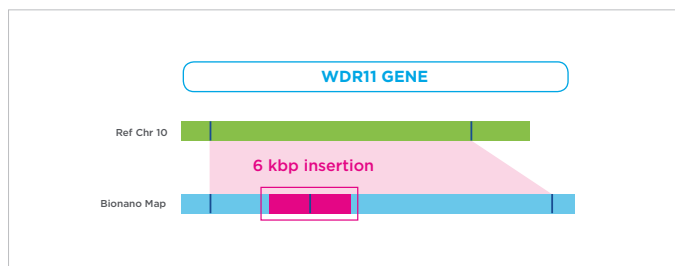 WDR11 GENE
Ref Chr 10
6 kbp insertion
Bionano Map